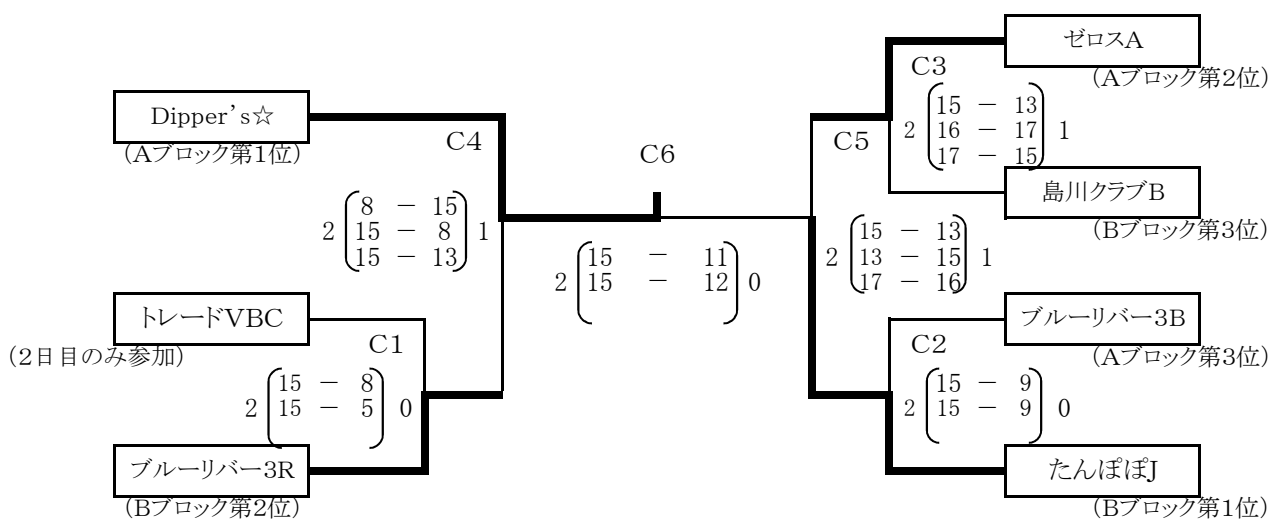 ゼロスA
C3
(Aブロック第2位)
15 － 13
2 16 － 17 1
17 － 15
島川クラブB
(Bブロック第3位)
Dipper's☆
(Aブロック第1位)
C4
C6
C5
8 － 15
2 15 － 8 1
15 － 13
15 － 11
2 15 － 12 0
15 － 13
2 13 － 15 1
17 － 16
トレードVBC
(2日目のみ参加)
C1
15 － 8
2 15 － 5 0
ブルーリバー3R
(Bブロック第2位)
ブルーリバー3B
C2
(Aブロック第3位)
15 － 9
2 15 － 9 0
たんぽぽJ
(Bブロック第1位)